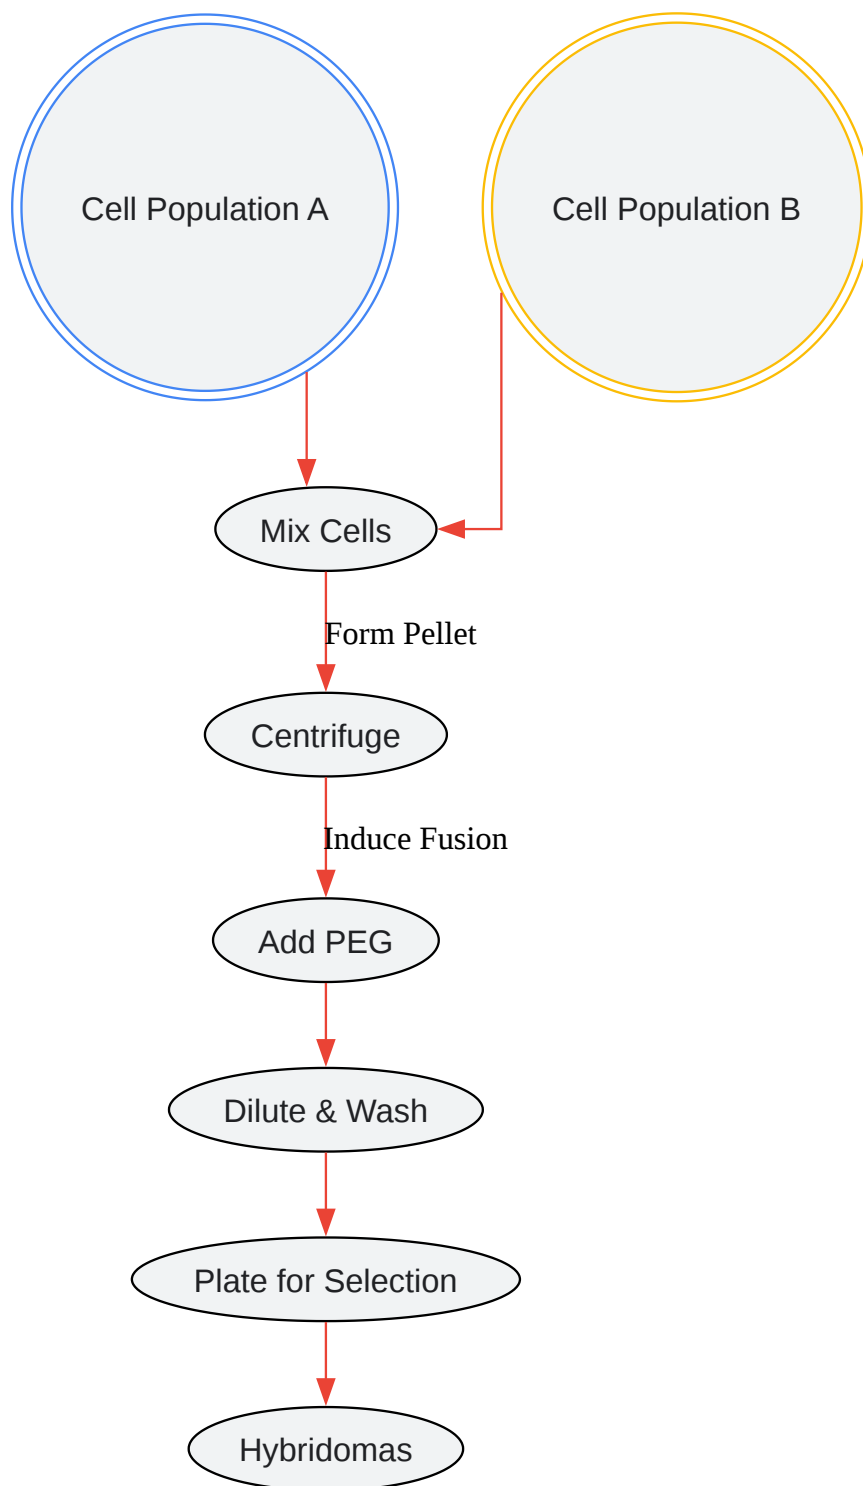 Cell Population A
Cell Population B
Mix Cells
Form Pellet
Centrifuge
Induce Fusion
Add PEG
Dilute & Wash
Plate for Selection
Hybridomas